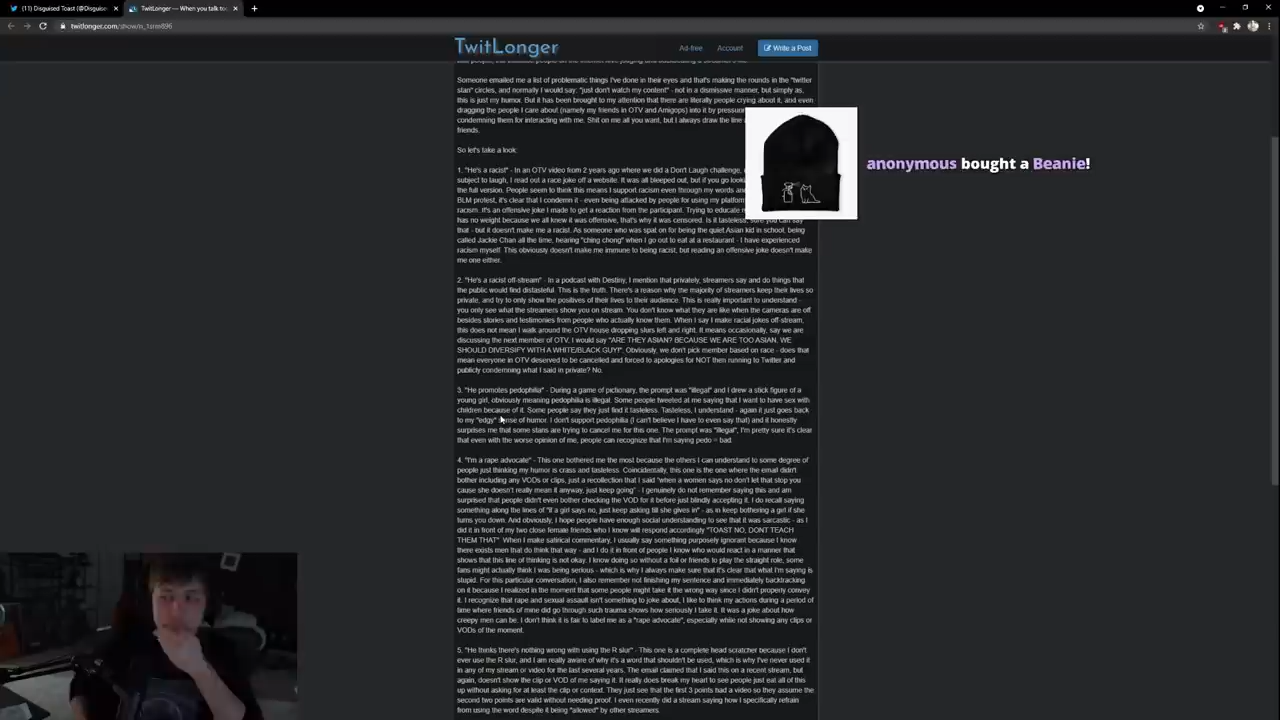 (11) Disguised Toast (@Disguise
TwitLonger — When you talk too
twitlonger.com/show/n_1srre896
TwitLonger
Ad-free
Account
Write a Post
Someone emailed me a list of problematic things I've done in their eyes and that's making the rounds in the "twitter
stan" circles, and normally I would say: "just don't watch my content" - not in a dismissive manner, but simply as,
this is just my humor. But it has been brought to my attention that there are literally people crying about it, and even
dragging the people I care about (namely my friends in OTV and Amigops) into it by pressuring
condemning them for interacting with me. Shit on me all you want, but I always draw the line
friends.
So let's take a look:
1. "He's a racist" - In an OTV video from 2 years ago where we did a Don't Laugh challenge,
subject to laugh, I read out a race joke off a website. It was all bleeped out, but if you go
the full version. People seem to think this means I support racism even through my words and
BLM protest, it's clear that I condemn it - even being attacked by people for using my platform
racism. It's an offensive joke I made to get a reaction from the participant. Trying to educate
has no weight because we all knew it was offensive, that's why it was censored. Is it tasteless, sure you can say
that - but it doesn't make me a racist. As someone who was spat on for being the quiet Asian kid in school, being
called Jackie Chan all the time, hearing "ching chong" when I go out to eat at a restaurant - I have experienced
racism myself. This obviously doesn't make me immune to being racist, but reading an offensive joke doesn't make
me one either.
2. "He's a racist off-stream" - In a podcast with Destiny, I mention that privately, streamers say and do things that
the public would find distasteful. This is the truth. There's a reason why the majority of streamers keep their lives so
private, and try to only show the positives of their lives to their audience. This is really important to understand -
you only see what the streamers show you on stream. You don't know what they are like when the cameras are off
besides stories and testimonies from people who actually know them. When I say I make racial jokes off-stream,
this does not mean I walk around the OTV house dropping slurs left and right. It means occasionally, say we are
discussing the next member of OTV, I would say "ARE THEY ASIAN? BECAUSE WE ARE TOO ASIAN, WE
SHOULD DIVERSIFY WITH A WHITE/BLACK GUY!". Obviously, we don't pick member based on race - does that
mean everyone in OTV deserved to be cancelled and forced to apologies for NOT then running to Twitter and
publicly condemning what I said in private? No.
3. "He promotes pedophilia" - During a game of pictionary, the prompt was "illegal" and I drew a stick figure of a
young girl, obviously meaning pedophilia is illegal. Some people tweeted at me saying that I want to have sex with
children because of it. Some people say they just find it tasteless. Tasteless, I understand - again it just goes back
to my "edgy" sense of humor. I don't support pedophilia (I can't believe I have to even say that) and it honestly
surprises me that some stans are trying to cancel me for this one. The prompt was "illegal", I'm pretty sure it's clear
that even with the worse opinion of me, people can recognize that I'm saying pedo = bad.
4. "I'm a rape advocate" - This one bothered me the most because the others I can understand to some degree of
people just thinking my humor is crass and tasteless. Coincidentally, this one is the one where the email didn't
bother including any VODs or clips, just a recollection that I said "when a women says no don't let that stop you
cause she doesn't really mean it anyway, just keep going" - I genuinely do not remember saying this and am
surprised that people didn't even bother checking the VOD for it before just blindly accepting it. I do recall saying
something along the lines of "if a girl says no, just keep asking till she gives in" - as in keep bothering a girl if she
turns you down. And obviously, I hope people have enough social understanding to see that it was sarcastic - as I
did it in front of my two close female friends who I know will respond accordingly "TOAST NO, DONT TEACH
THEM THAT". When I make satirical commentary, I usually say something purposely ignorant because I know
there exists men that do think that way - and I do it in front of people I know who would react in a manner that
shows that this line of thinking is not okay. I know doing so without a foil or friends to play the straight role, some
fans might actually think I was being serious - which is why I always make sure that it's clear that what I'm saying is
stupid. For this particular conversation, I also remember not finishing my sentence and immediately backtracking
on it because I realized in the moment that some people might take it the wrong way since I didn't properly convey
it. I recognize that rape and sexual assault isn't something to joke about, I like to think my actions during a period of
time where friends of mine did go through such trauma shows how seriously I take it. It was a joke about how
creepy men can be. I don't think it is fair to label me as a "rape advocate", especially while not showing any clips or
VODs of the moment.
5. "He thinks there's nothing wrong with using the R slur" - This one is a complete head scratcher because I don't
ever use the R slur, and I am really aware of why it's a word that shouldn't be used, which is why I've never used it
in any of my stream or video for the last several years. The email claimed that I said this on a recent stream, but
again, doesn't show the clip or VOD of me saying it. It really does break my heart to see people just eat all of this
up without asking for at least the clip or context. They just see that the first 3 points had a video so they assume the
second two points are valid without needing proof. I even recently did a stream saying how I specifically refrain
from using the word despite it being "allowed" by other streamers.
anonymous bought a Beanie!